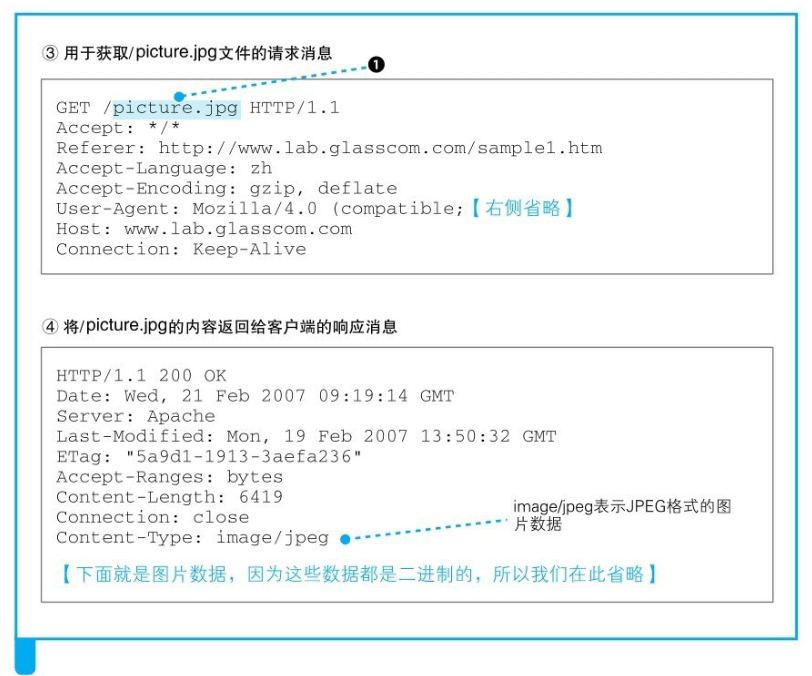 ③ 用于获取/picture.jpg文件的请求消息
❶
GET /picture.jpg HTTP/1.1
Accept: */*
Referer: http://www.lab.glasscom.com/sample1.htm
Accept-Language: zh
Accept-Encoding: gzip, deflate
User-Agent: Mozilla/4.0 (compatible;【右侧省略】
Host: www.lab.glasscom.com
Connection: Keep-Alive
④ 将/picture.jpg的内容返回给客户端的响应消息
HTTP/1.1 200 OK
Date: Wed, 21 Feb 2007 09:19:14 GMT
Server: Apache
Last-Modified: Mon, 19 Feb 2007 13:50:32 GMT
ETag: "5a9d1-1913-3aefa236"
Accept-Ranges: bytes
Content-Length: 6419
Connection: close
Content-Type: image/jpeg
image/jpeg表示JPEG格式的图
片数据
【下面就是图片数据，因为这些数据都是二进制的，所以我们在此省略】